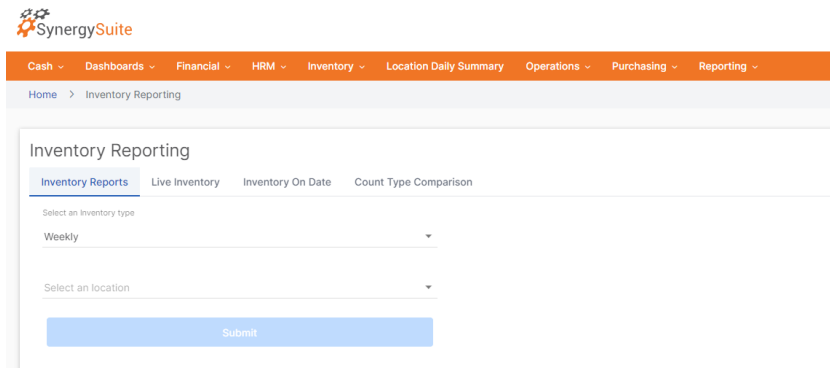 SynergySuite
Cash Dashboards Financial HRM Inventory Location Daily Summary Operations Purchasing Reporting
Home > Inventory Reporting
Inventory Reporting
Inventory Reports Live Inventory Inventory On Date Count Type Comparison
Select an Inventory type
Weekly
Select an location
Submit